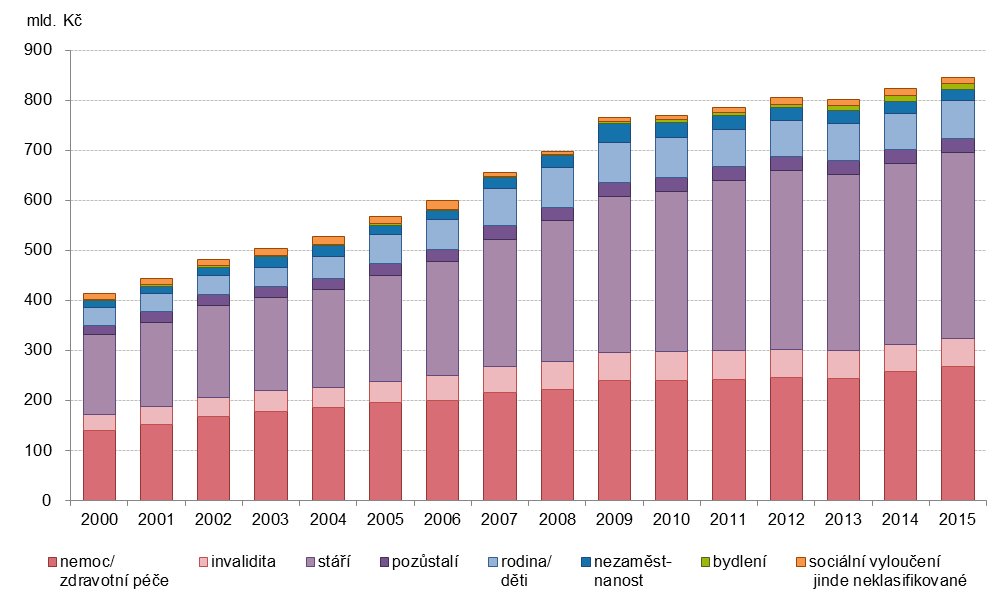 mld. Kč
900
800
700
600
500
400
300
200
100
0
2000 2001 2002 2003 2004 2005 2006 2007 2008 2009 2010 2011 2012 2013 2014 2015
nemoc/ invalidita stáří pozůstalí rodina/ nezaměst- bydlení sociální vyloučení
zdravotní péče děti nanost jinde neklasifikované